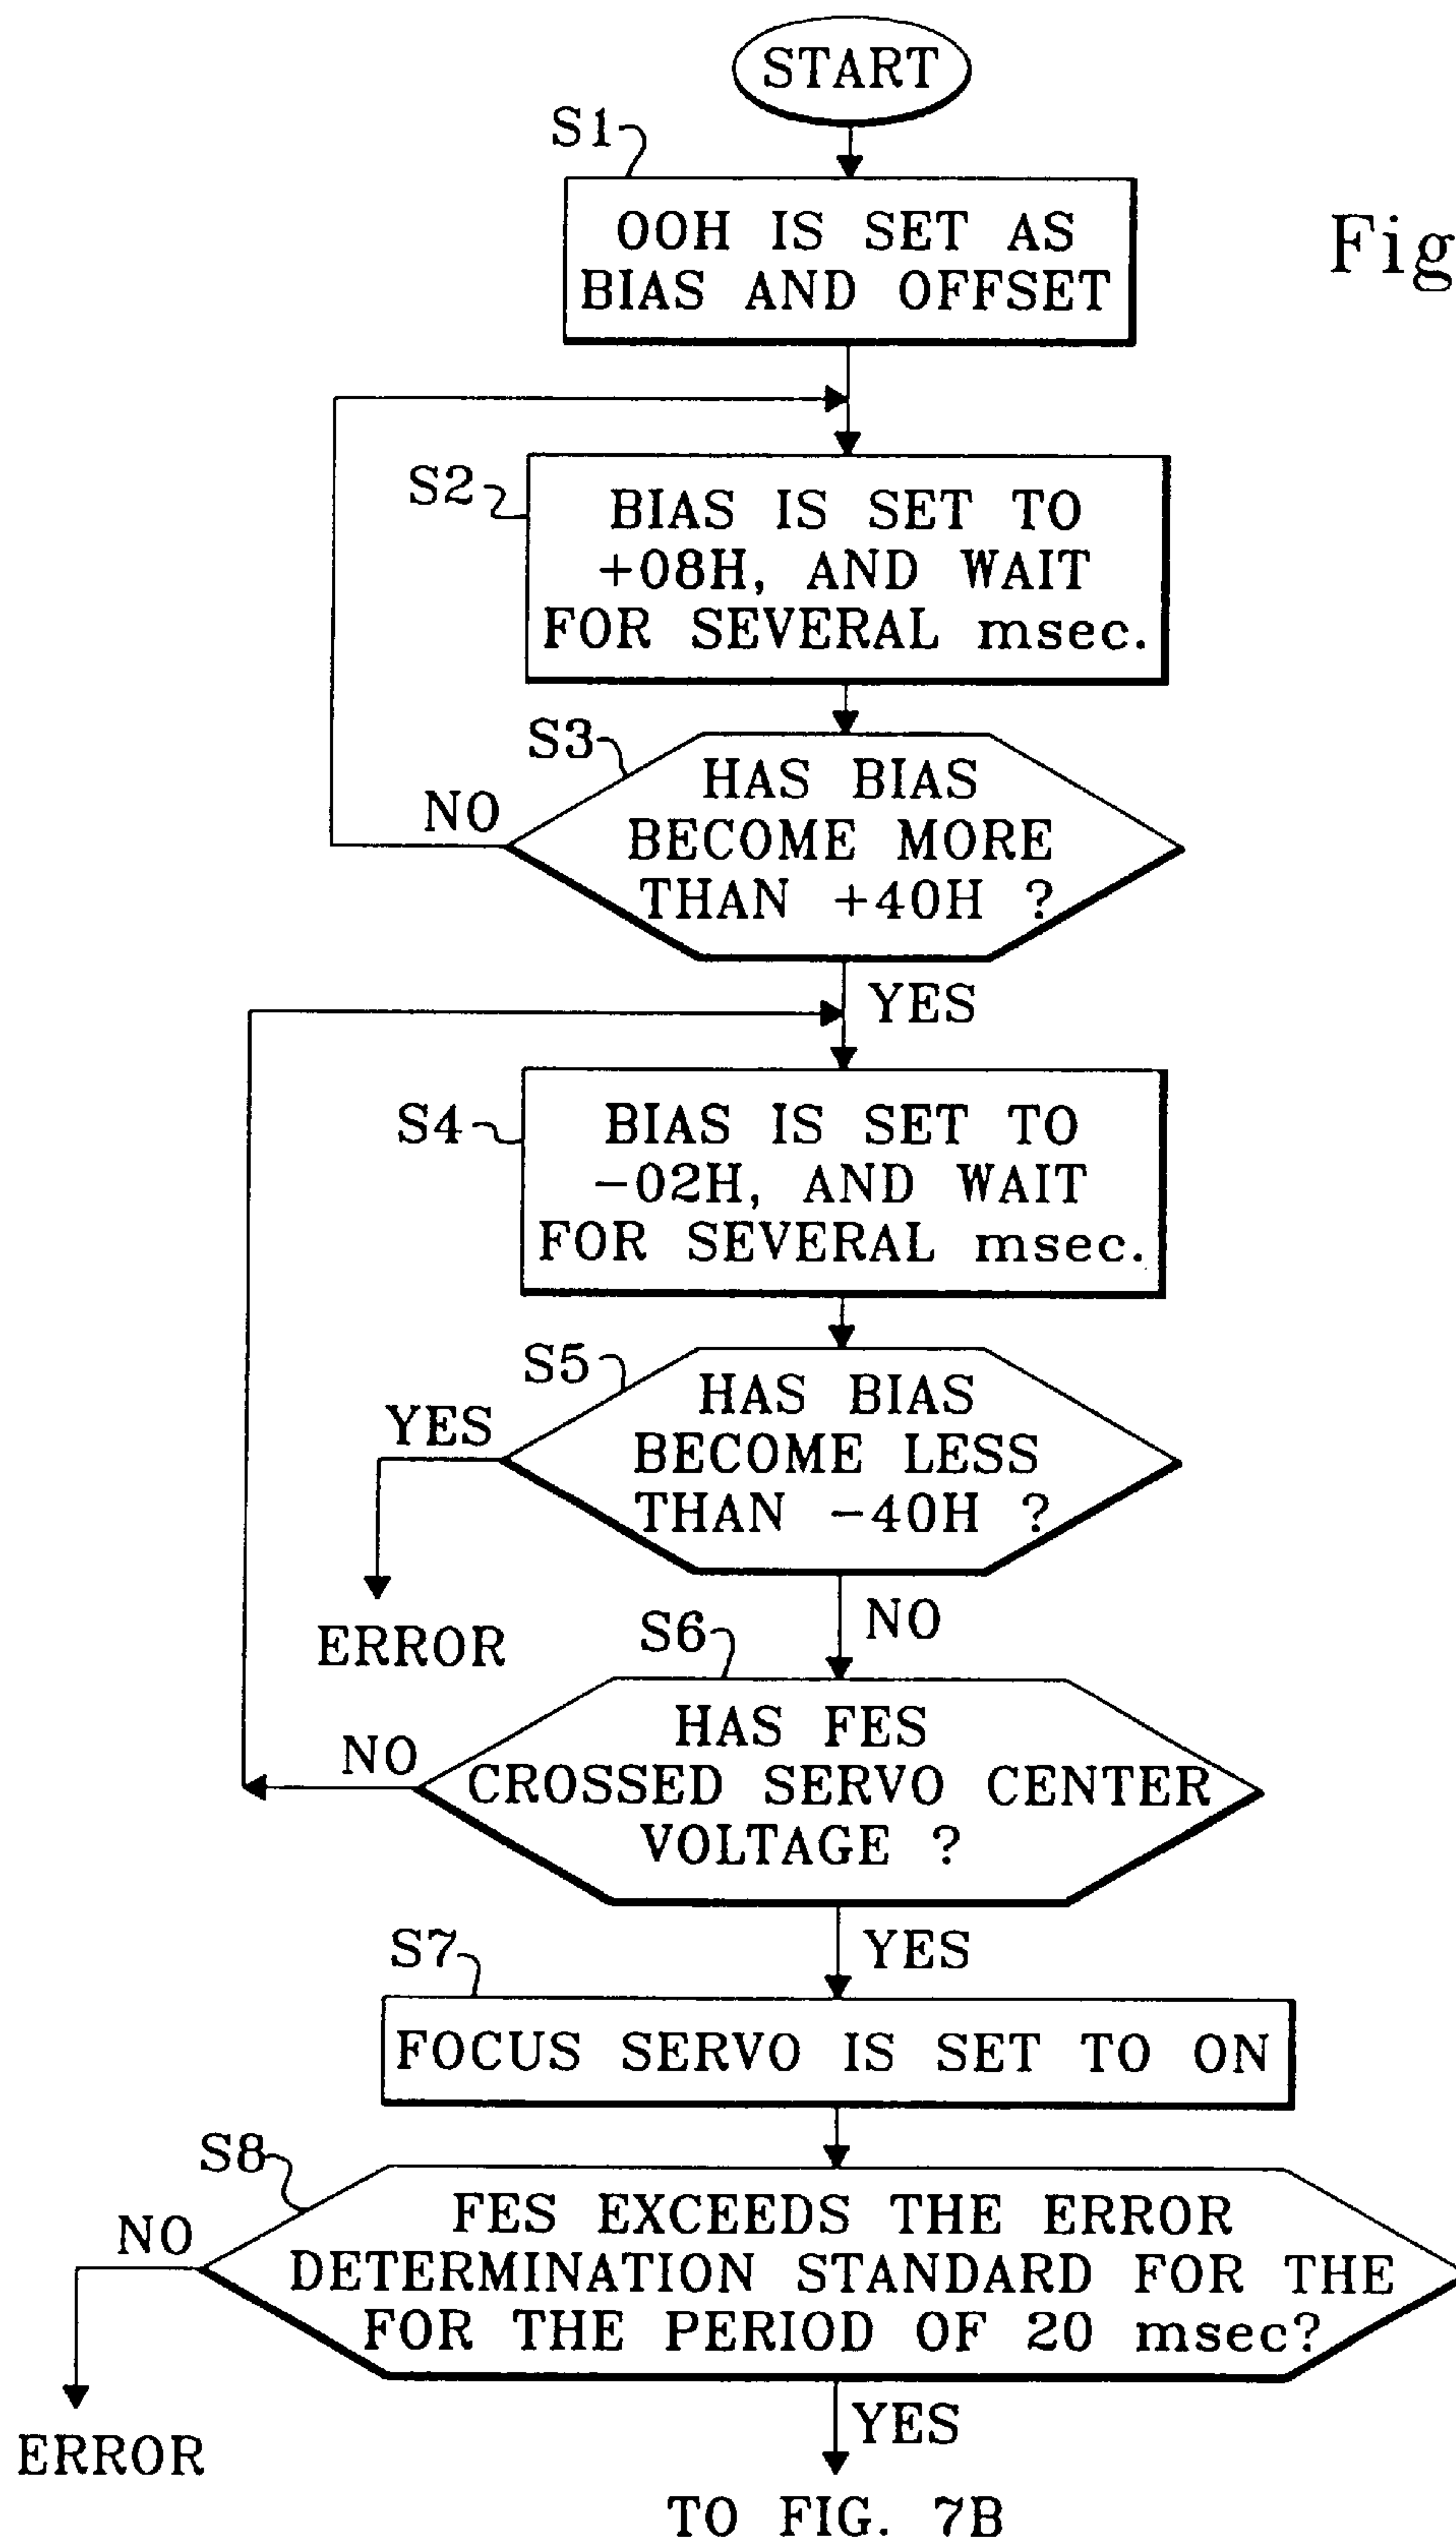 START
S1
OOH IS SET AS
BIAS AND OFFSET
Fig
S2
BIAS IS SET TO
+08H, AND WAIT
FOR SEVERAL msec.
S3
HAS BIAS
BECOME MORE
THAN +40H ?
NO
YES
S4
BIAS IS SET TO
-02H, AND WAIT
FOR SEVERAL msec.
S5
HAS BIAS
BECOME LESS
THAN -40H ?
YES
ERROR
NO
S6
HAS FES
CROSSED SERVO CENTER
VOLTAGE ?
NO
YES
S7
FOCUS SERVO IS SET TO ON
S8
FES EXCEEDS THE ERROR
DETERMINATION STANDARD FOR THE
FOR THE PERIOD OF 20 msec?
NO
ERROR
YES
TO FIG. 7B